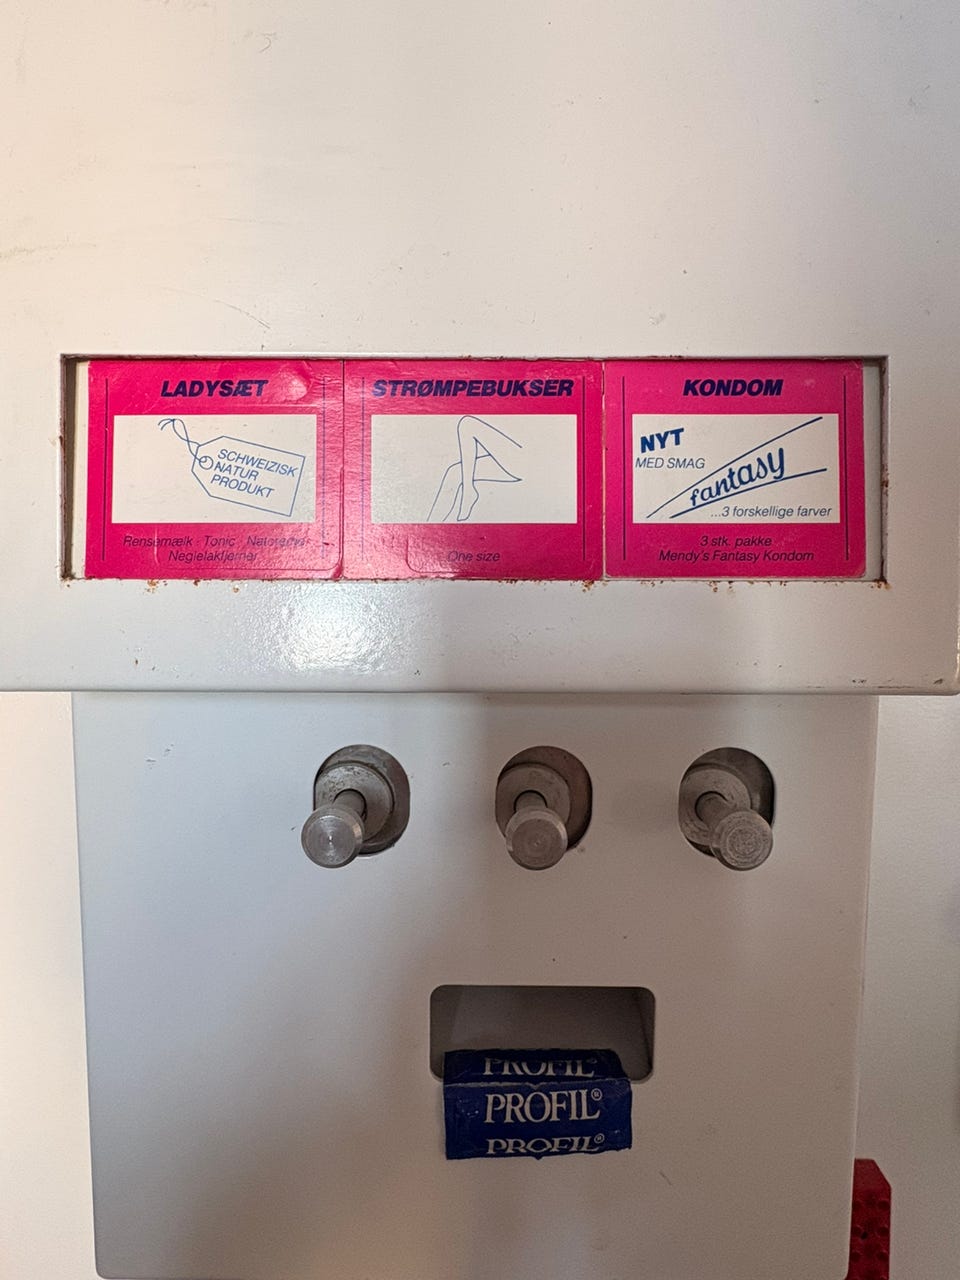 LADYSÆT
SCHWEIZISK
NATUR
PRODUKT
Rensemælk · Tonic ·
Neglelakfjerner
STRØMPEBUKSER
One size
KONDOM
NYT
MED SMAG
fantasy
...3 forskellige farver
3 stk. pakke
Mendy's Fantasy Kondom
PROFIL
PROFIL®
PROFIL®